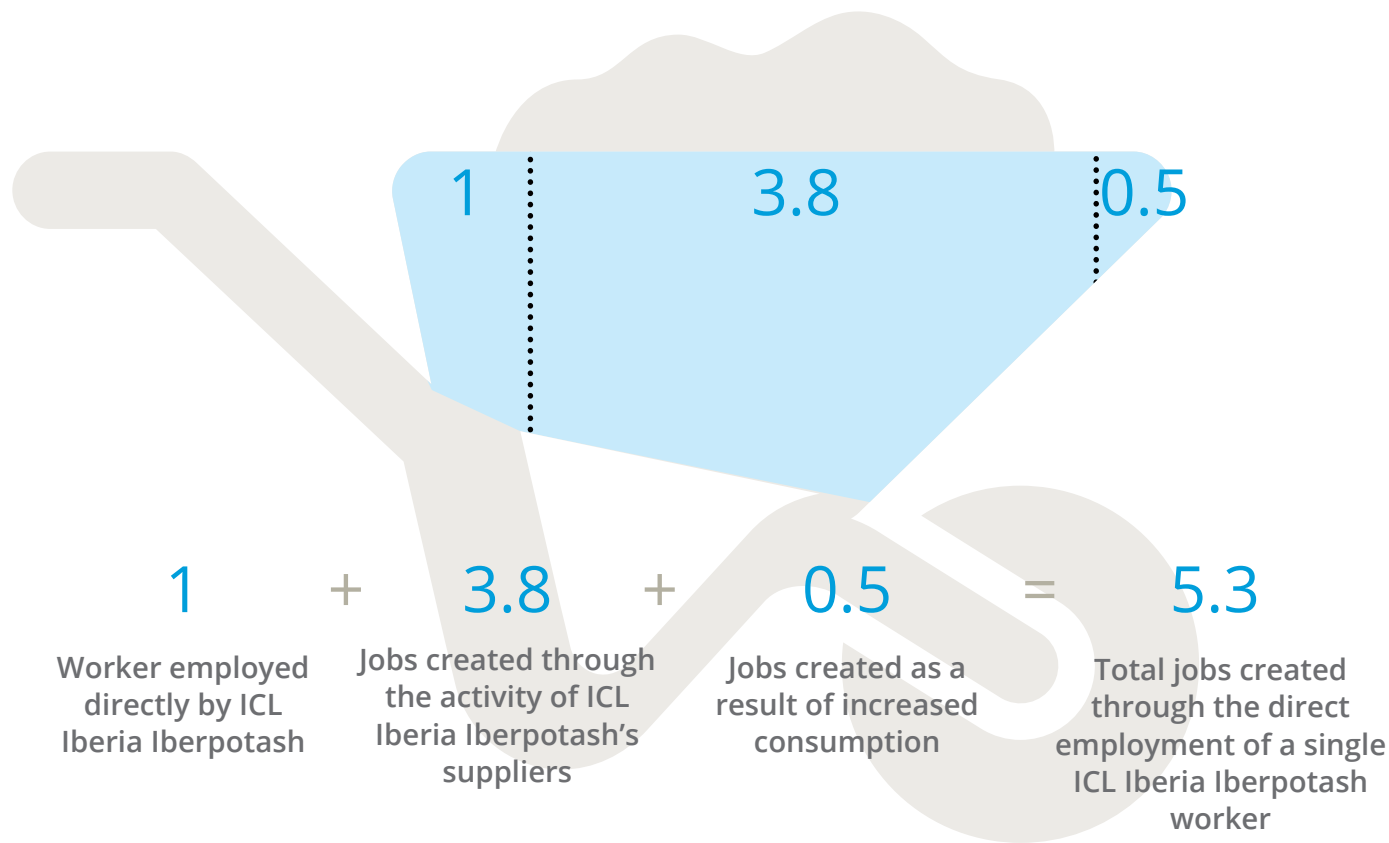 1
3.8
0.5
1 + 3.8 + 0.5 = 5.3
Worker employed
directly by ICL
Iberia Iberpotash
Jobs created through
the activity of ICL
Iberia Iberpotash’s
suppliers
Jobs created as a
result of increased
consumption
Total jobs created
through the direct
employment of a single
ICL Iberia Iberpotash
worker